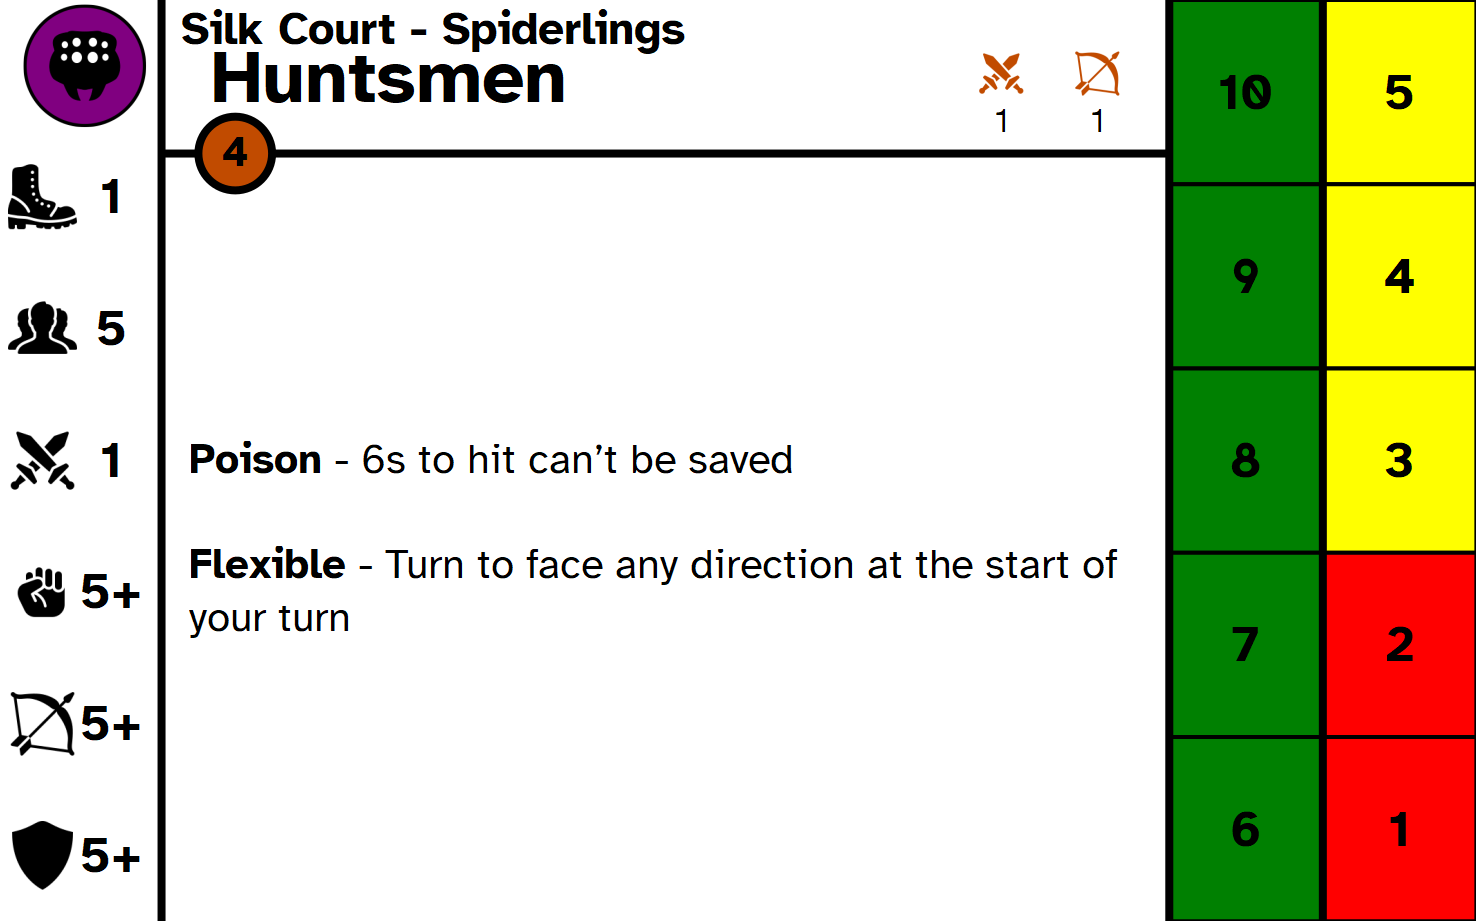 Silk Court - Spiderlings
Huntsmen
1 1
4
1
5
1
5+
5+
5+
Poison - 6s to hit can’t be saved
Flexible - Turn to face any direction at the start of
your turn
10 5
9 4
8 3
7 2
6 1